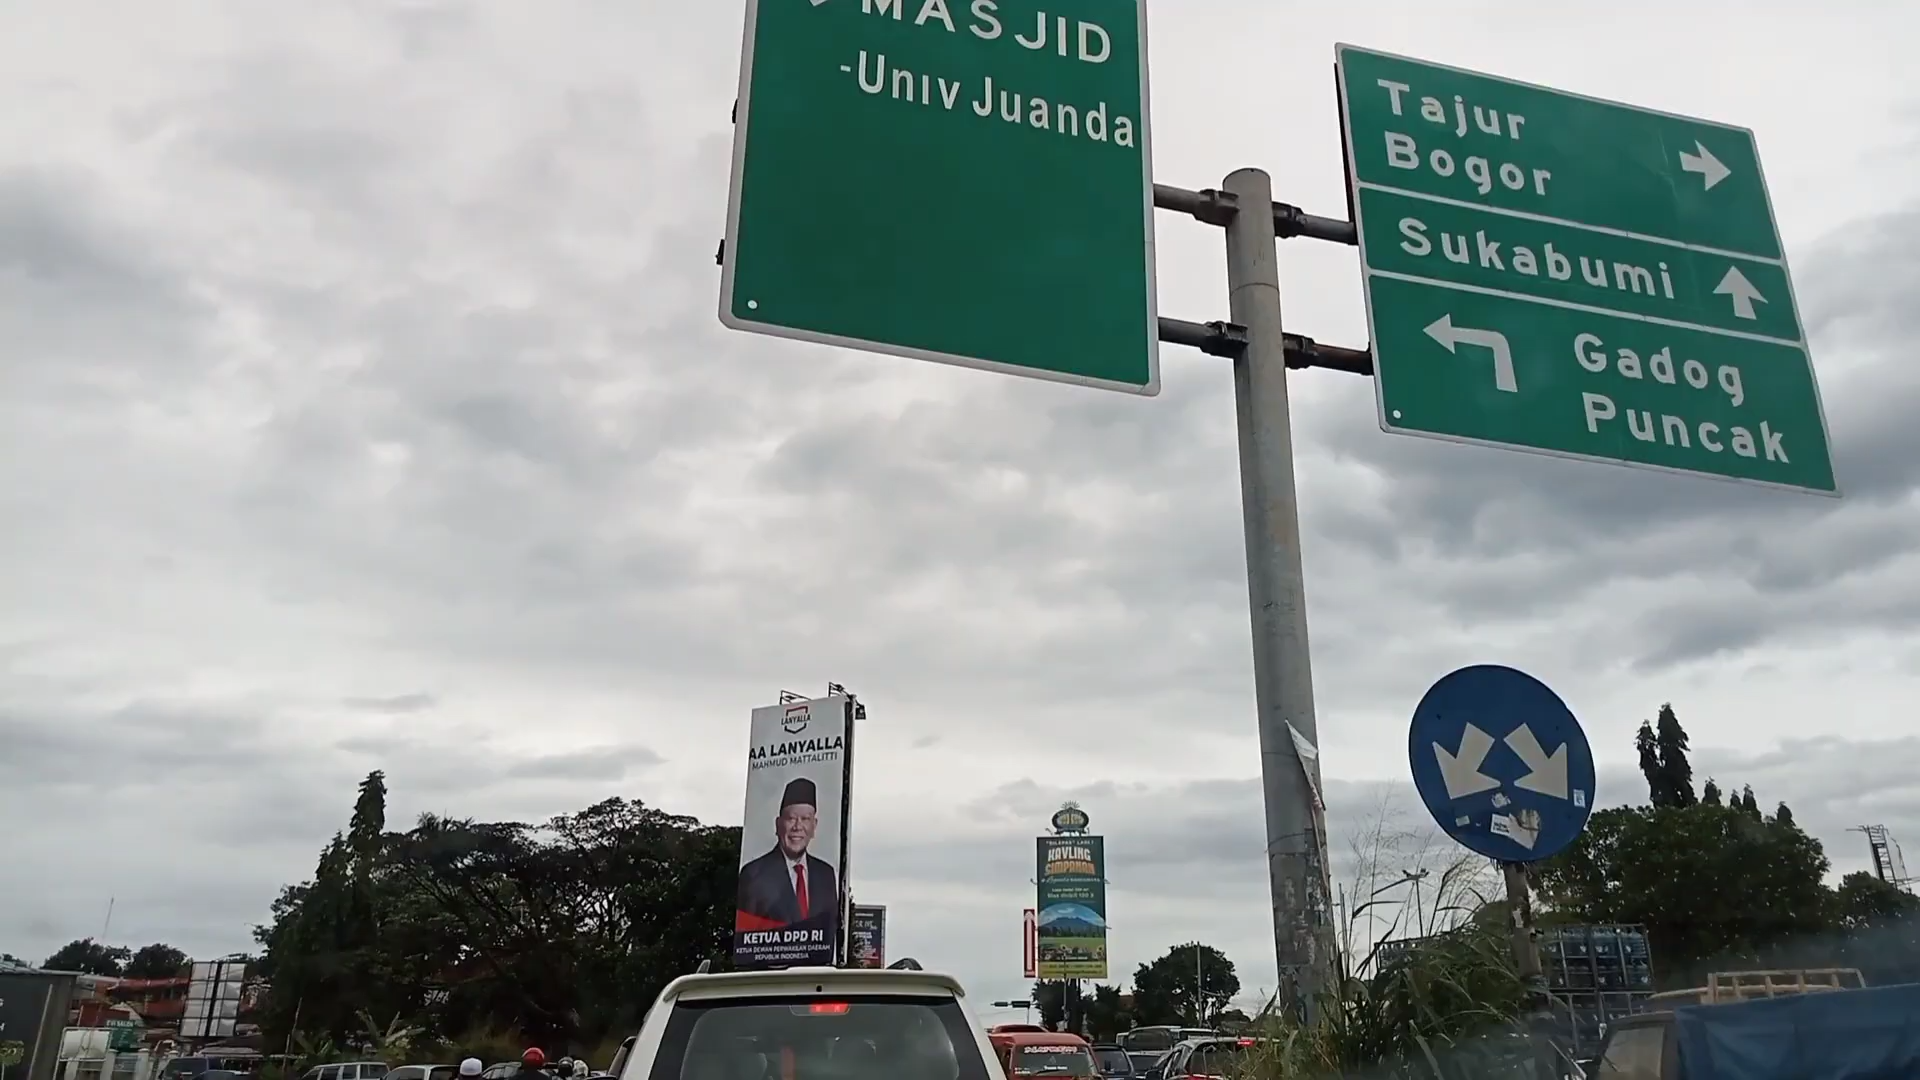 MASJID
-Univ Juanda
Tajur
Bogor
Sukabumi
Gadog
Puncak
LANYALLA
AA LANYALLA
MAHMUD MATTALITTI
KETUA DPD RI
KETUA DEWAN PERWAKILAN DAERAH
REPUBLIK INDONESIA
KAVLING
SIMPANAN